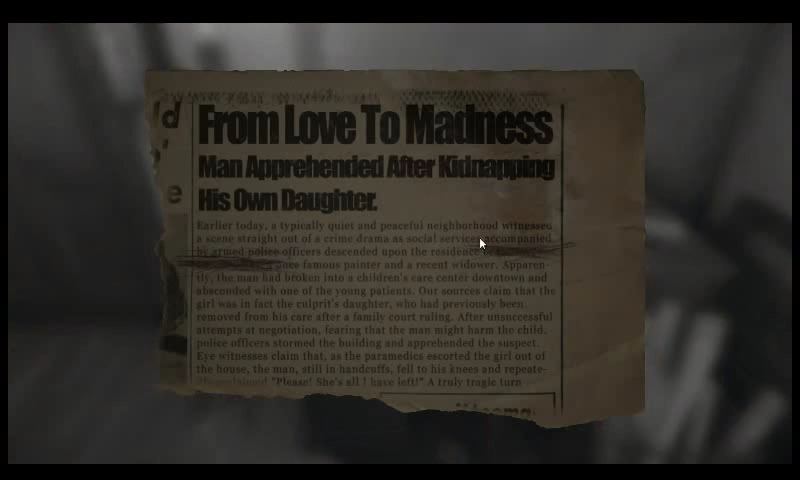 ld
e
From Love To Madness
Man Apprehended After Kidnapping
His Own Daughter.
Earlier today, a typically quiet and peaceful neighborhood witnessed
a scene straight out of a crime drama as social services accompanied
by armed police officers descended upon the residence
once famous painter and a recent widower. Apparen-
tly, the man had broken into a children's care center downtown and
absconded with one of the young patients. Our sources claim that the
girl was in fact the culprit's daughter, who had previously been
removed from his care after a family court ruling. After unsuccessful
attempts at negotiation, fearing that the man might harm the child,
police officers stormed the building and apprehended the suspect.
Eye witnesses claim that, as the paramedics escorted the girl out of
the house, the man, still in handcuffs, fell to his knees and repeate-
"Please! She's all I have left!" A truly tragic turn